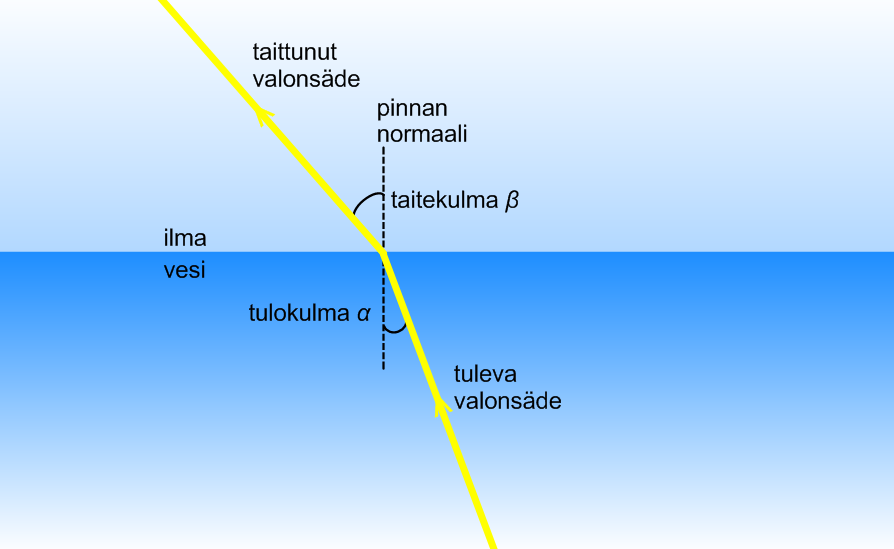 taittunut
valonsäde
pinnan
normaali
taitekulma β
ilma
vesi
tulokulma α
tuleva
valonsäde